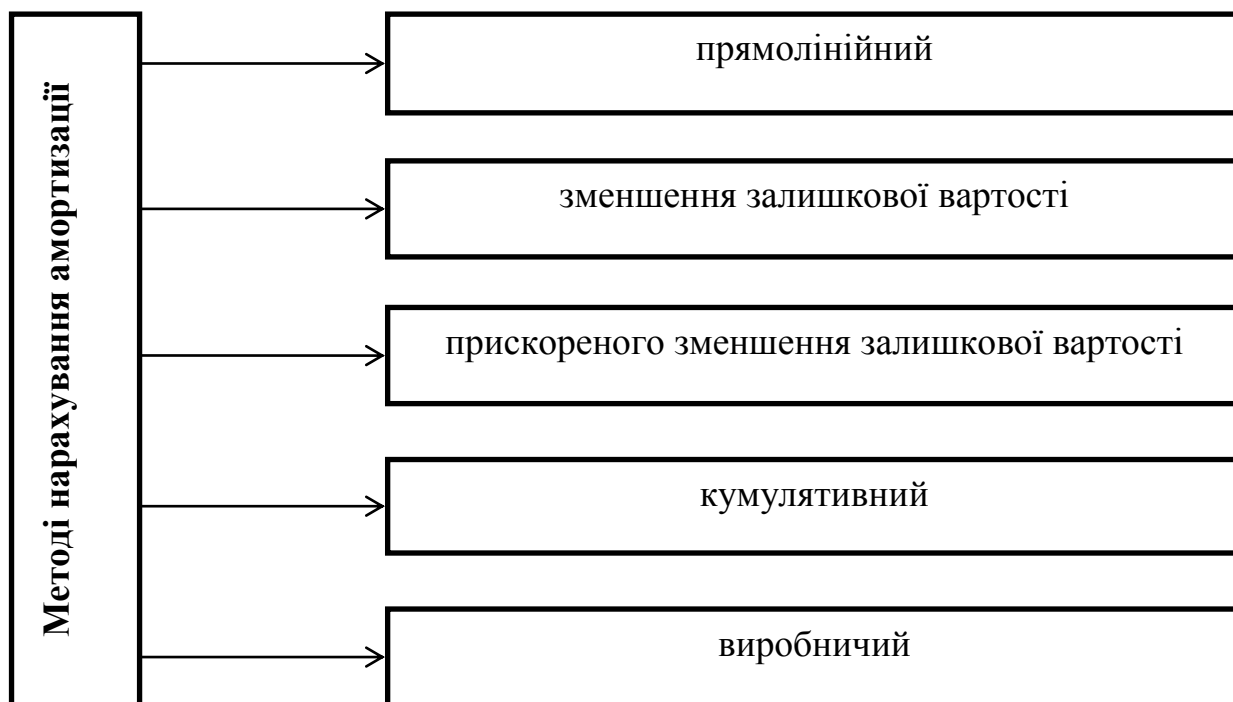 Методі нарахування амортизації
прямолінійний
зменшення залишкової вартості
прискореного зменшення залишкової вартості
кумулятивний
виробничий